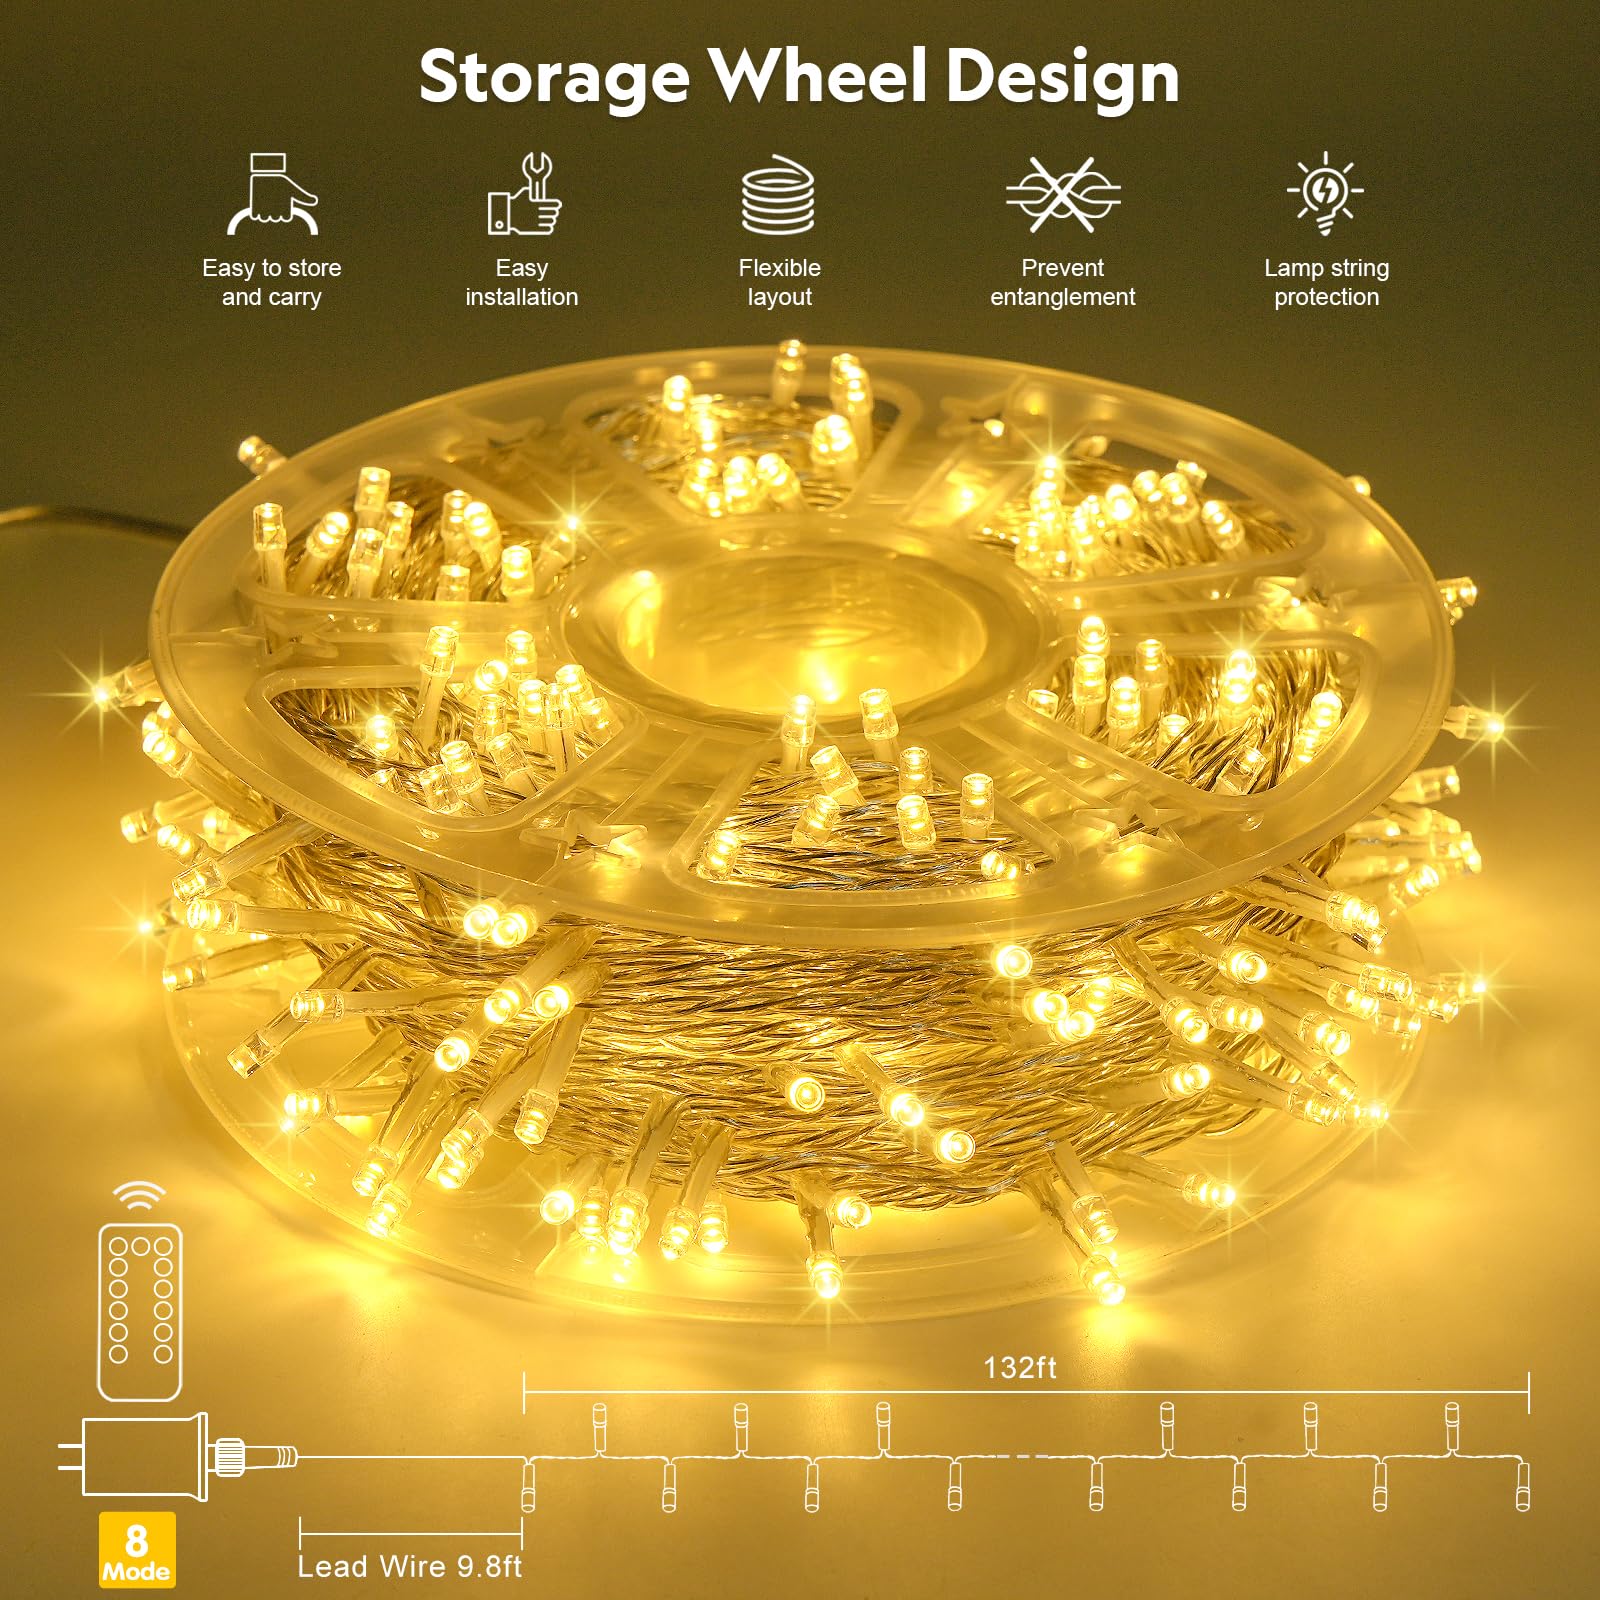 Storage Wheel Design
Easy to store
and carry
Easy
installation
Flexible
layout
Prevent
entanglement
Lamp string
protection
132ft
8
Mode
Lead Wire 9.8ft